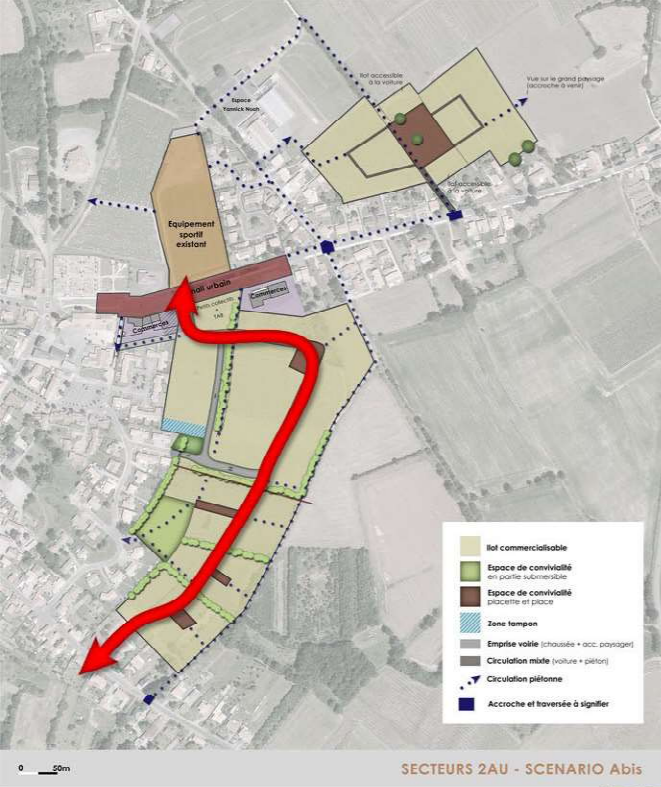 Ilot accessible
à la voiture
Vue sur le grand paysage
(accroche à venir)
Espace
Yannick Noah
Ilot accessible
à la voiture
Equipement
sportif
existant
mail urbain
Commerces
Petits collectifs
+
TAB
Commerces
Ilot commercialisable
Espace de convivialité
en partie submersible
Espace de convivialité
placette et place
Zone tampon
Emprise voirie (chaussée + acc. paysager)
Circulation mixte (voiture + piéton)
Circulation piétonne
Accroche et traversée à signifier
0 50m
SECTEURS 2AU - SCENARIO Abis